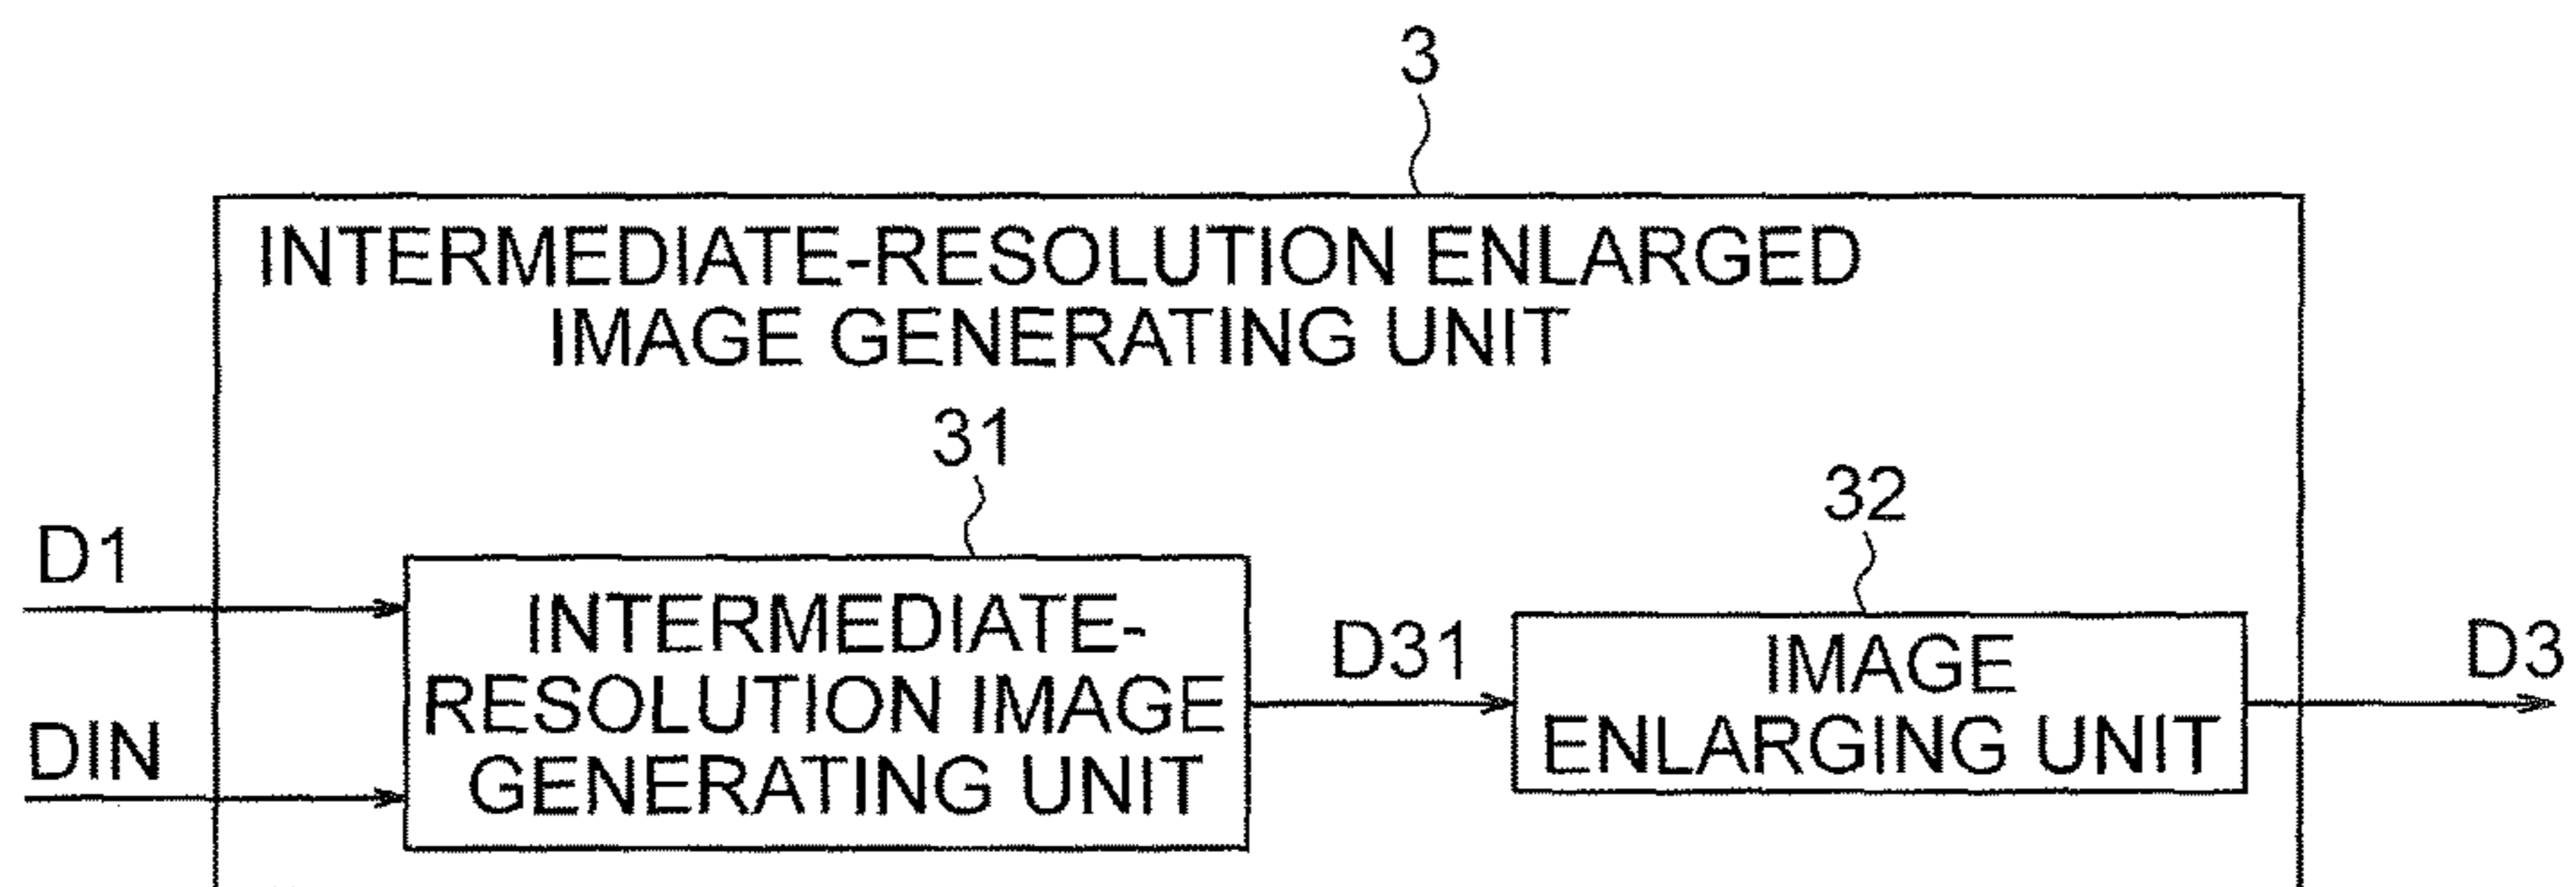 3
INTERMEDIATE-RESOLUTION ENLARGED
IMAGE GENERATING UNIT
31
32
D1
INTERMEDIATE-
RESOLUTION IMAGE
GENERATING UNIT
DIN
D31
IMAGE
ENLARGING UNIT
D3